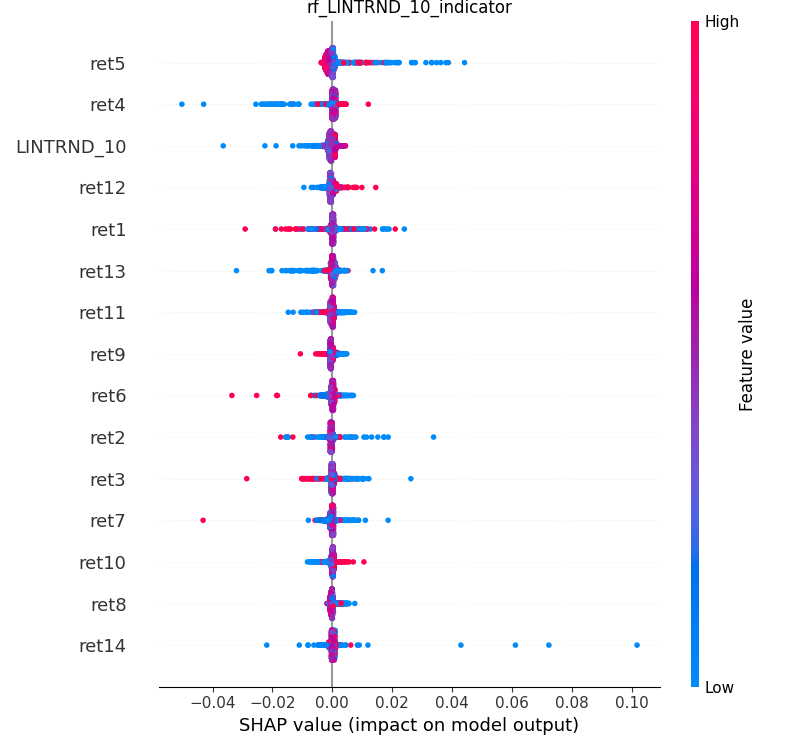 rf_LINTRND_10_indicator
High
ret5
ret4
LINTRND_10
ret12
ret1
ret13
ret11
ret9
ret6
ret2
ret3
ret7
ret10
ret8
ret14
Feature value
Low
−0.04 −0.02 0.00 0.02 0.04 0.06 0.08 0.10
SHAP value (impact on model output)